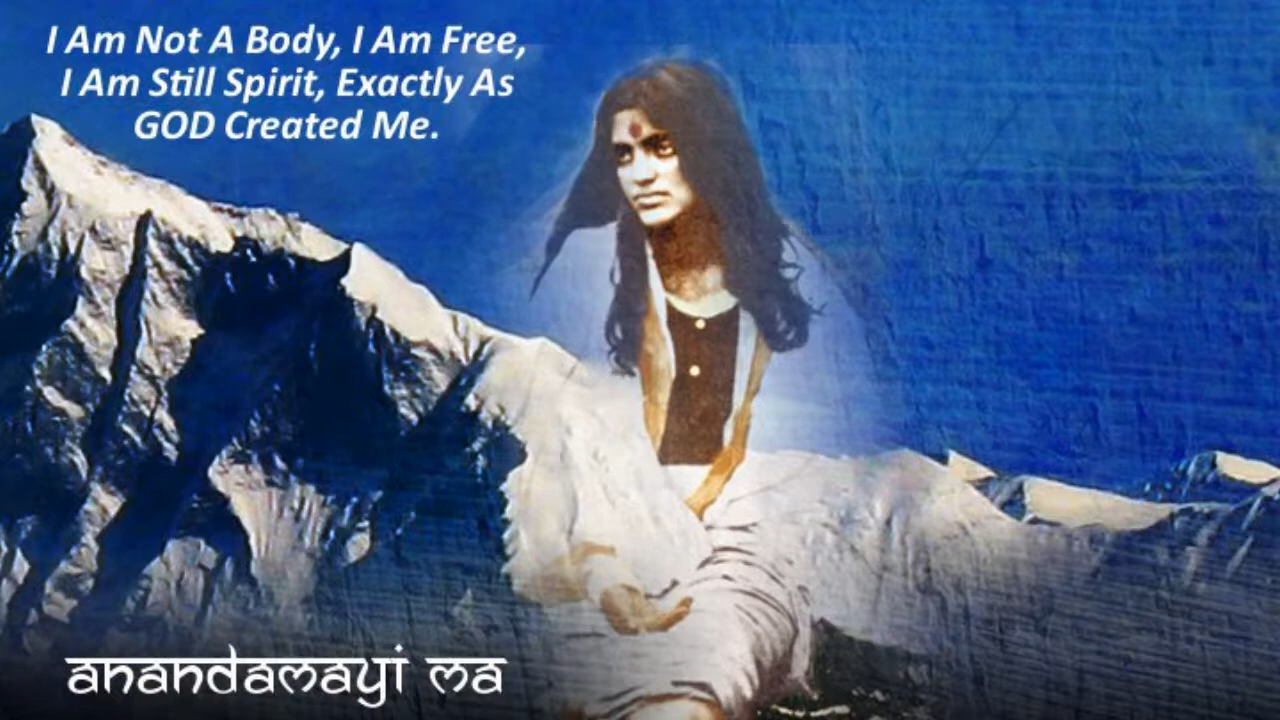 I Am Not A Body, I Am Free,
I Am Still Spirit, Exactly As
GOD Created Me.
anandamayi ma